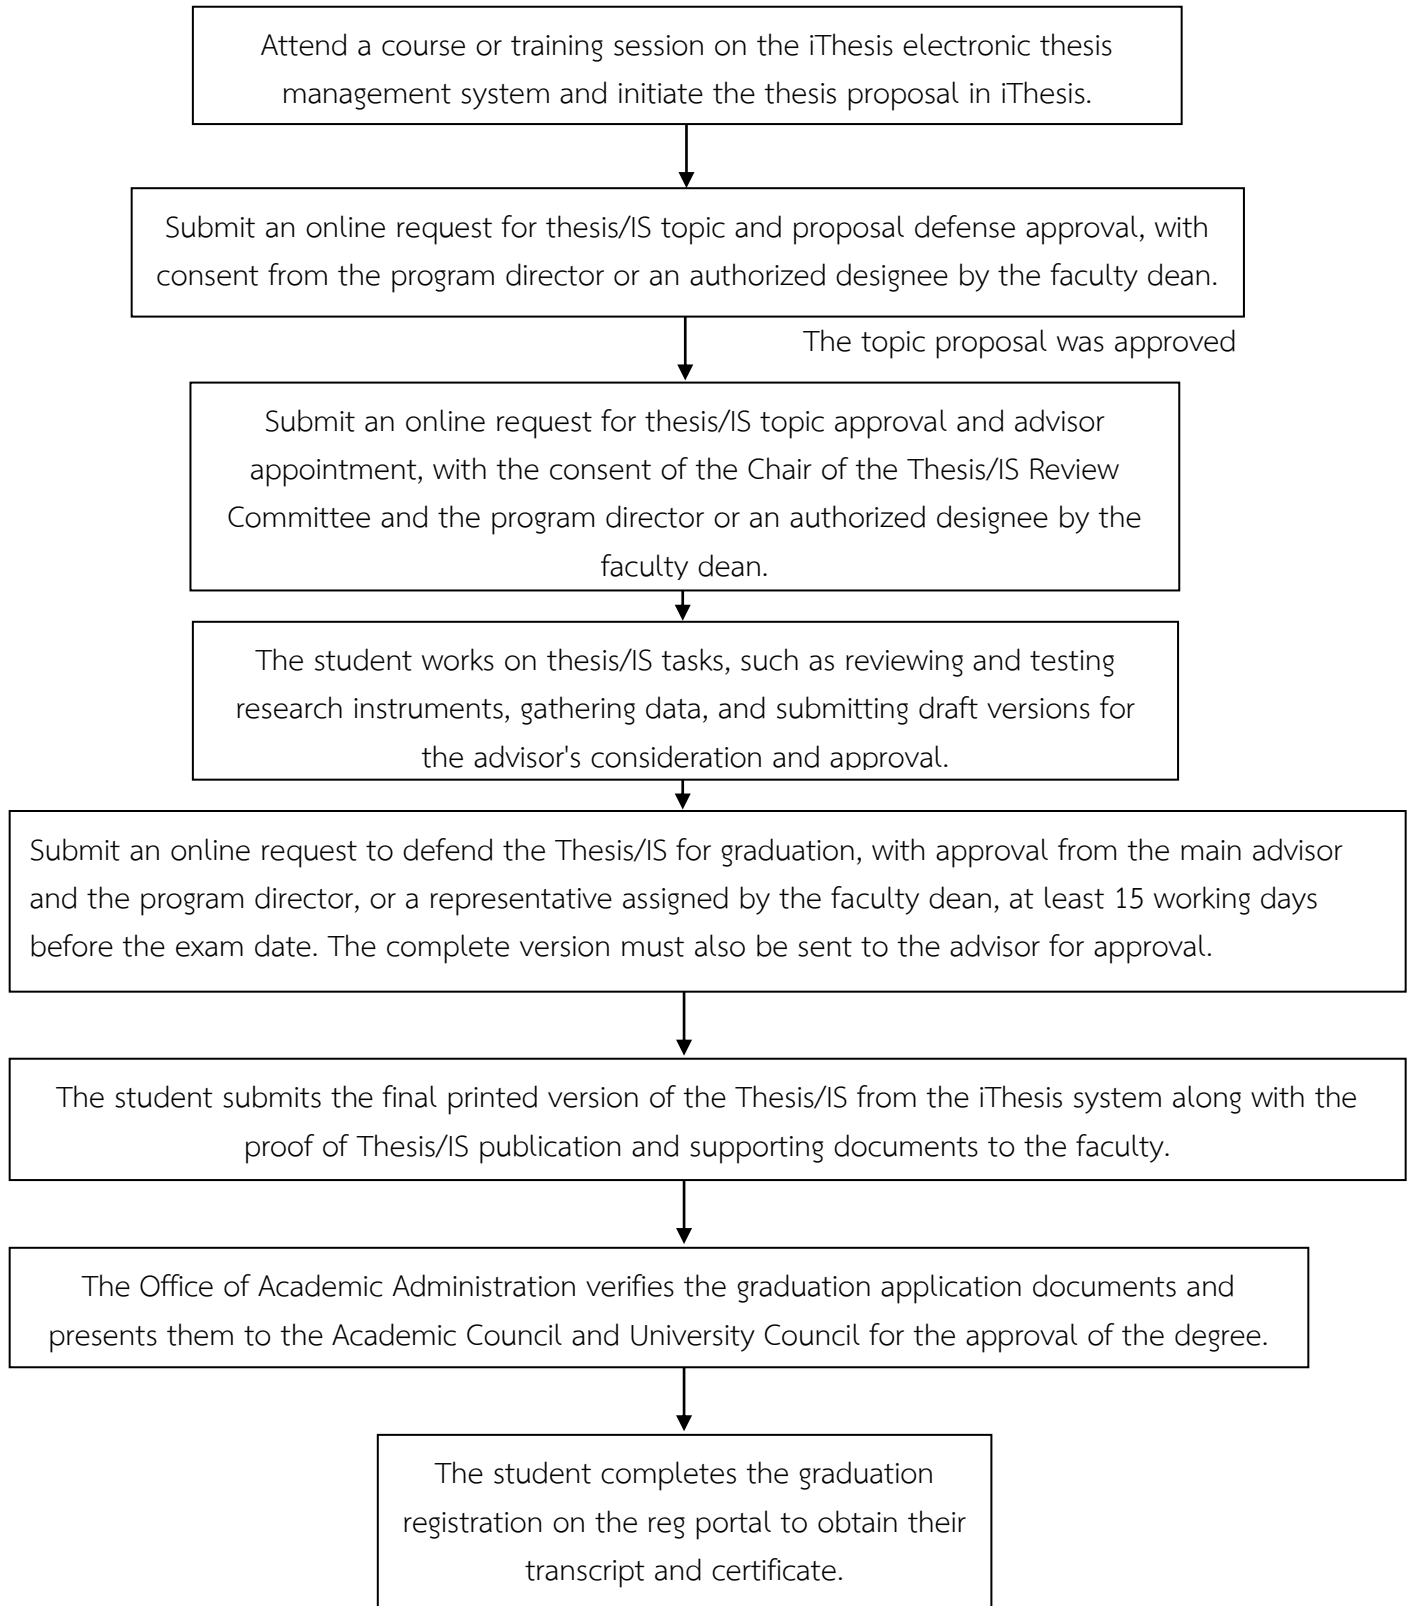 Attend a course or training session on the iThesis electronic thesis
management system and initiate the thesis proposal in iThesis.
Submit an online request for thesis/IS topic and proposal defense approval, with
consent from the program director or an authorized designee by the faculty dean.
The topic proposal was approved
Submit an online request for thesis/IS topic approval and advisor
appointment, with the consent of the Chair of the Thesis/IS Review
Committee and the program director or an authorized designee by the
faculty dean.
The student works on thesis/IS tasks, such as reviewing and testing
research instruments, gathering data, and submitting draft versions for
the advisor's consideration and approval.
Submit an online request to defend the Thesis/IS for graduation, with approval from the main advisor
and the program director, or a representative assigned by the faculty dean, at least 15 working days
before the exam date. The complete version must also be sent to the advisor for approval.
The student submits the final printed version of the Thesis/IS from the iThesis system along with the
proof of Thesis/IS publication and supporting documents to the faculty.
The Office of Academic Administration verifies the graduation application documents and
presents them to the Academic Council and University Council for the approval of the degree.
The student completes the graduation
registration on the reg portal to obtain their
transcript and certificate.